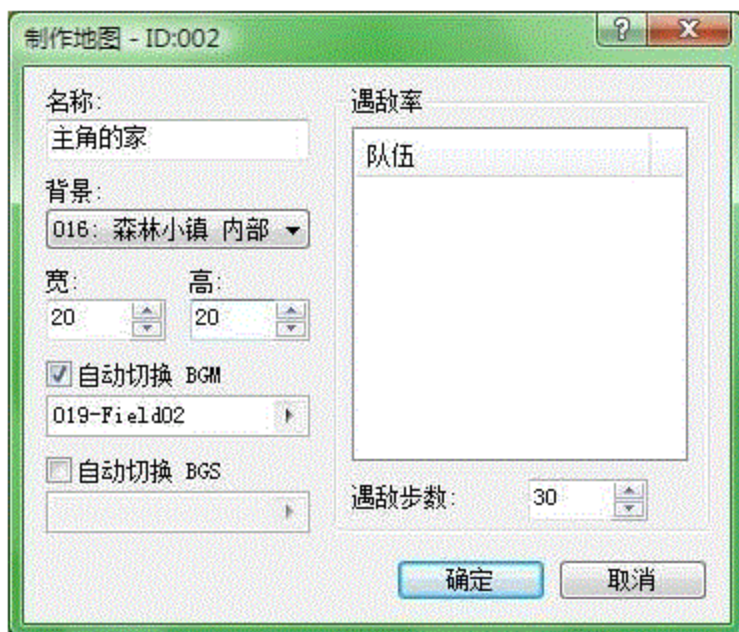 制作地图 - ID:002
名称:
主角的家
背景:
016: 森林小镇 内部
宽:
高:
20
20
自动切换 BGM
019-Field02
自动切换 BGS
遇敌率
队伍
遇敌步数:
30
确定
取消